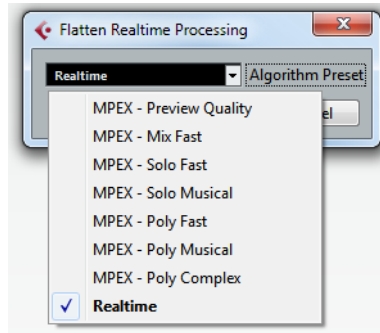 Flatten Realtime Processing
Realtime Algorithm Preset
el
MPEX - Preview Quality
MPEX - Mix Fast
MPEX - Solo Fast
MPEX - Solo Musical
MPEX - Poly Fast
MPEX - Poly Musical
MPEX - Poly Complex
Realtime